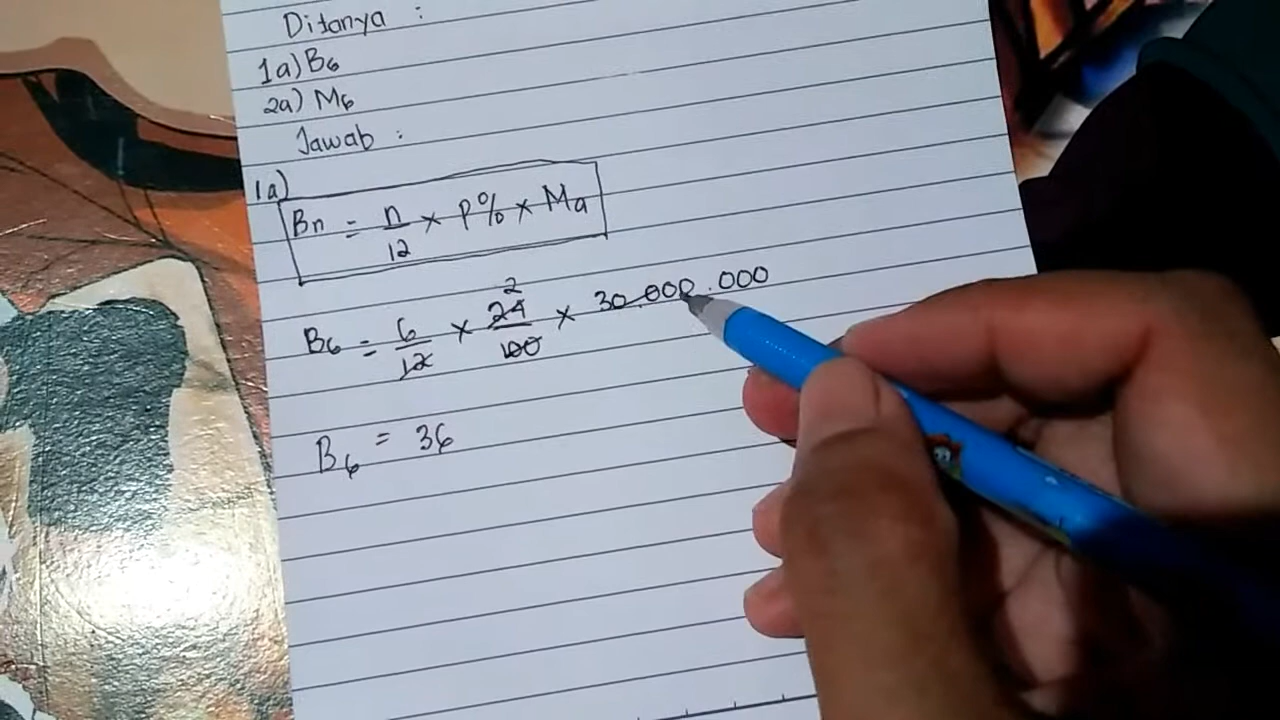 Ditanya :
1a) B6
2a) M6
Jawab :
1a)
Bn = n/12 × P% × Ma
2
B6 = 6/12 × 24/100 × 30.000.000
B6 = 36